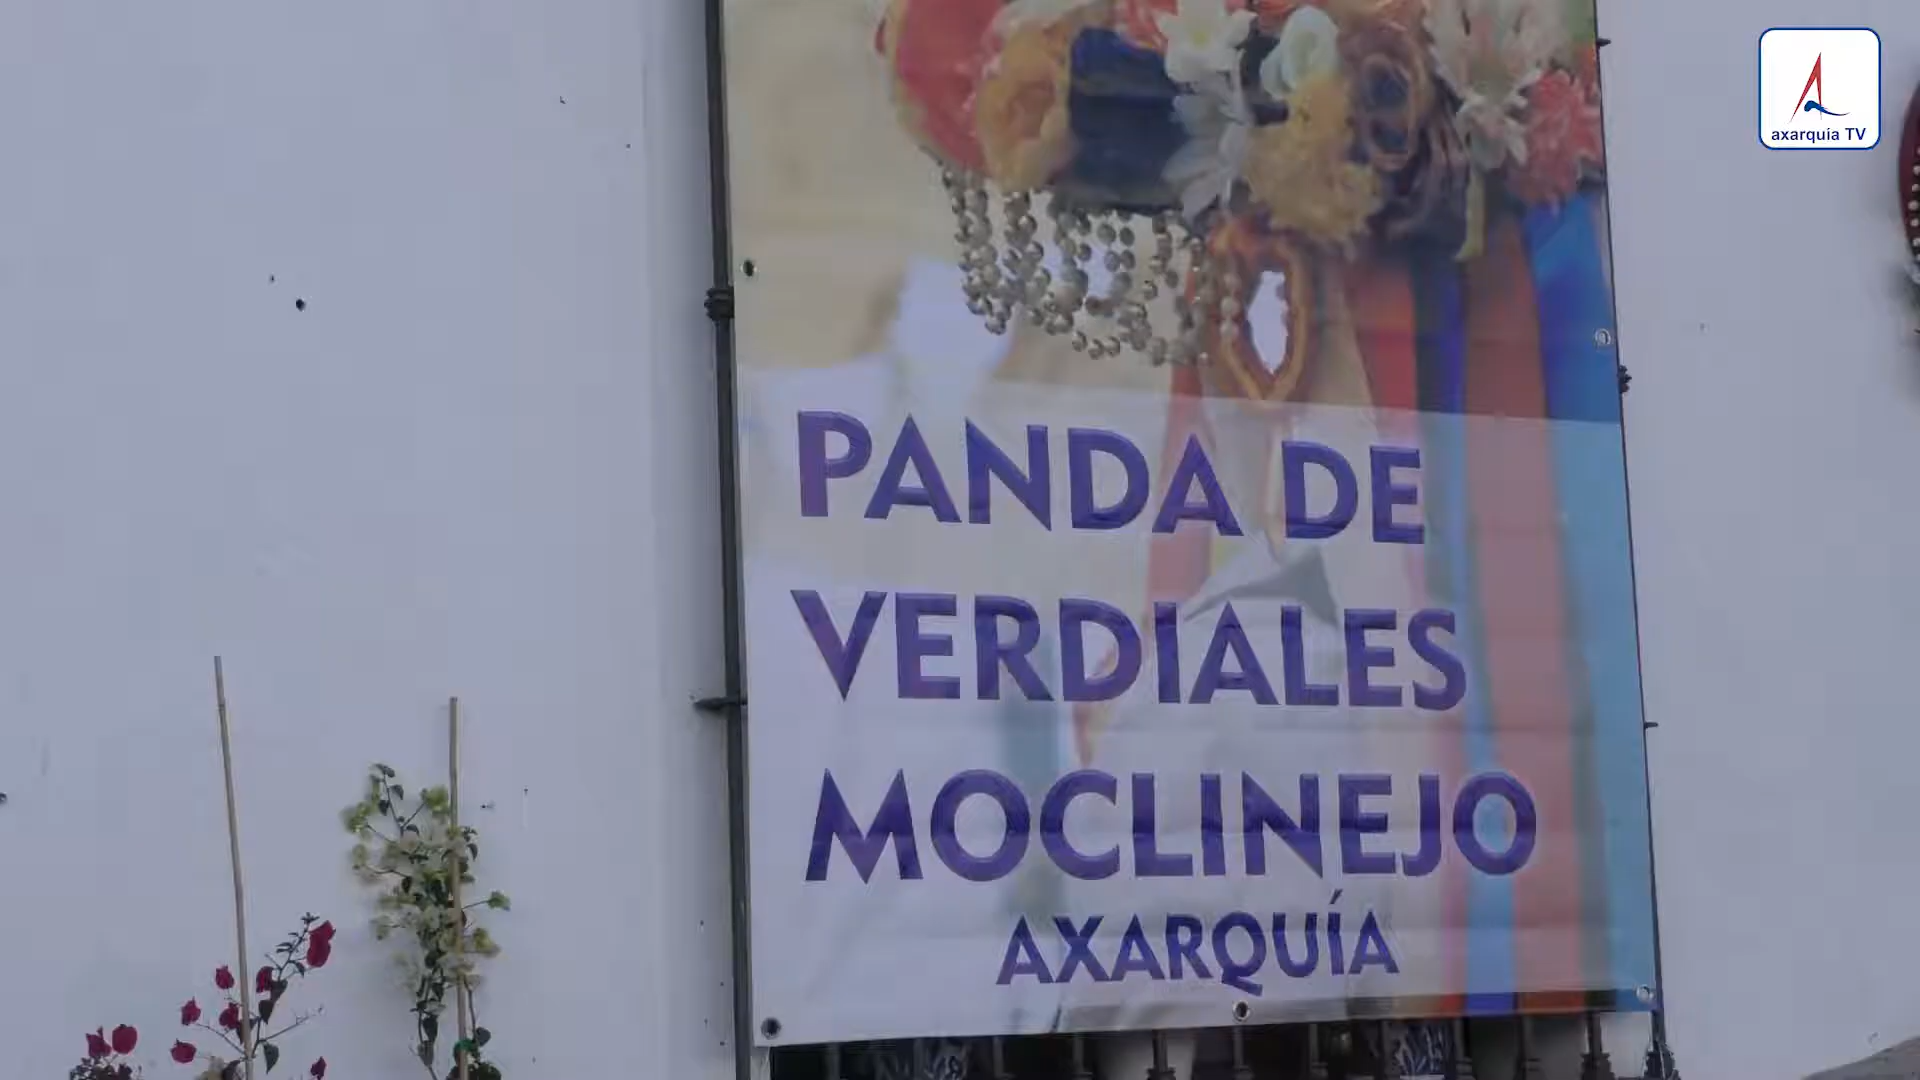 axarquía TV
PANDA DE
VERDIALES
MOCLINEJO
AXARQUÍA